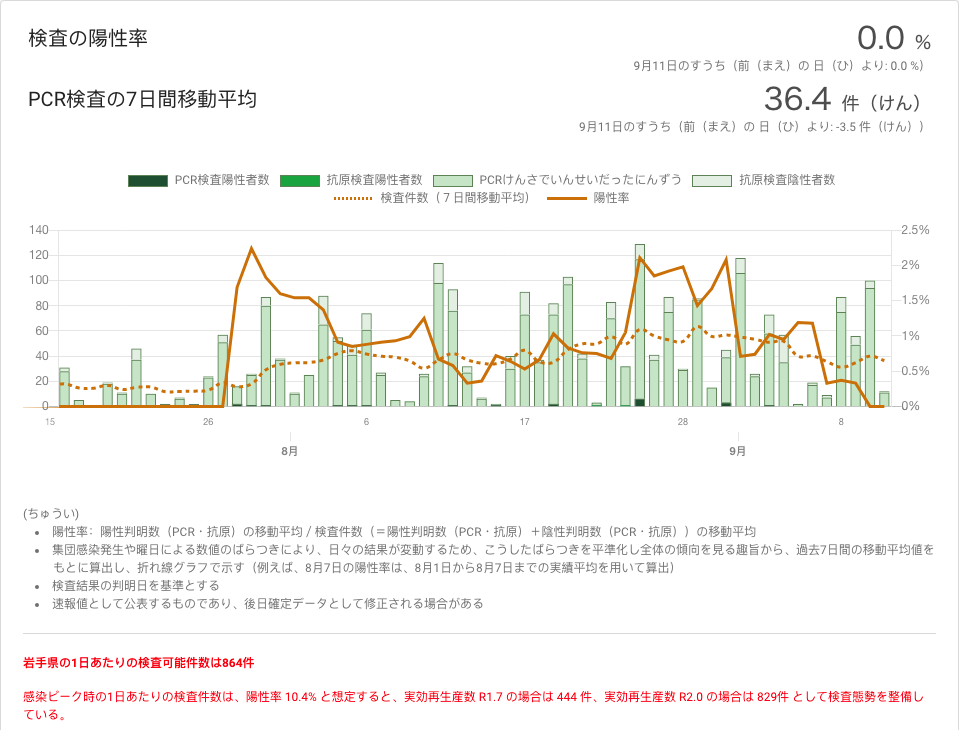 検査の陽性率
0.0 %
9月11日のすうち（前（まえ）の 日（ひ）より: 0.0 %）
PCR検査の7日間移動平均
36.4 件（けん）
9月11日のすうち（前（まえ）の 日（ひ）より: -3.5 件（けん））
PCR検査陽性者数 抗原検査陽性者数 PCRけんさでいんせいだったにんずう 抗原検査陰性者数
検査件数（７日間移動平均） 陽性率
140 2.5%
120 2%
100
80 1.5%
60 1%
40
20 0.5%
0 0%
15 26 6 17 28 8
8月 9月
(ちゅうい)
陽性率：陽性判明数（PCR・抗原）の移動平均 / 検査件数（＝陽性判明数（PCR・抗原）＋陰性判明数（PCR・抗原））の移動平均
集団感染発生や曜日による数値のばらつきにより、日々の結果が変動するため、こうしたばらつきを平準化し全体の傾向を見る趣旨から、過去7日間の移動平均値を
もとに算出し、折れ線グラフで示す（例えば、8月7日の陽性率は、8月1日から8月7日までの実績平均を用いて算出）
検査結果の判明日を基準とする
速報値として公表するものであり、後日確定データとして修正される場合がある
岩手県の1日あたりの検査可能件数は864件
感染ピーク時の1日あたりの検査件数は、陽性率 10.4% と想定すると、実効再生産数 R1.7 の場合は 444 件、実効再生産数 R2.0 の場合は 829件 として検査態勢を整備し
ている。